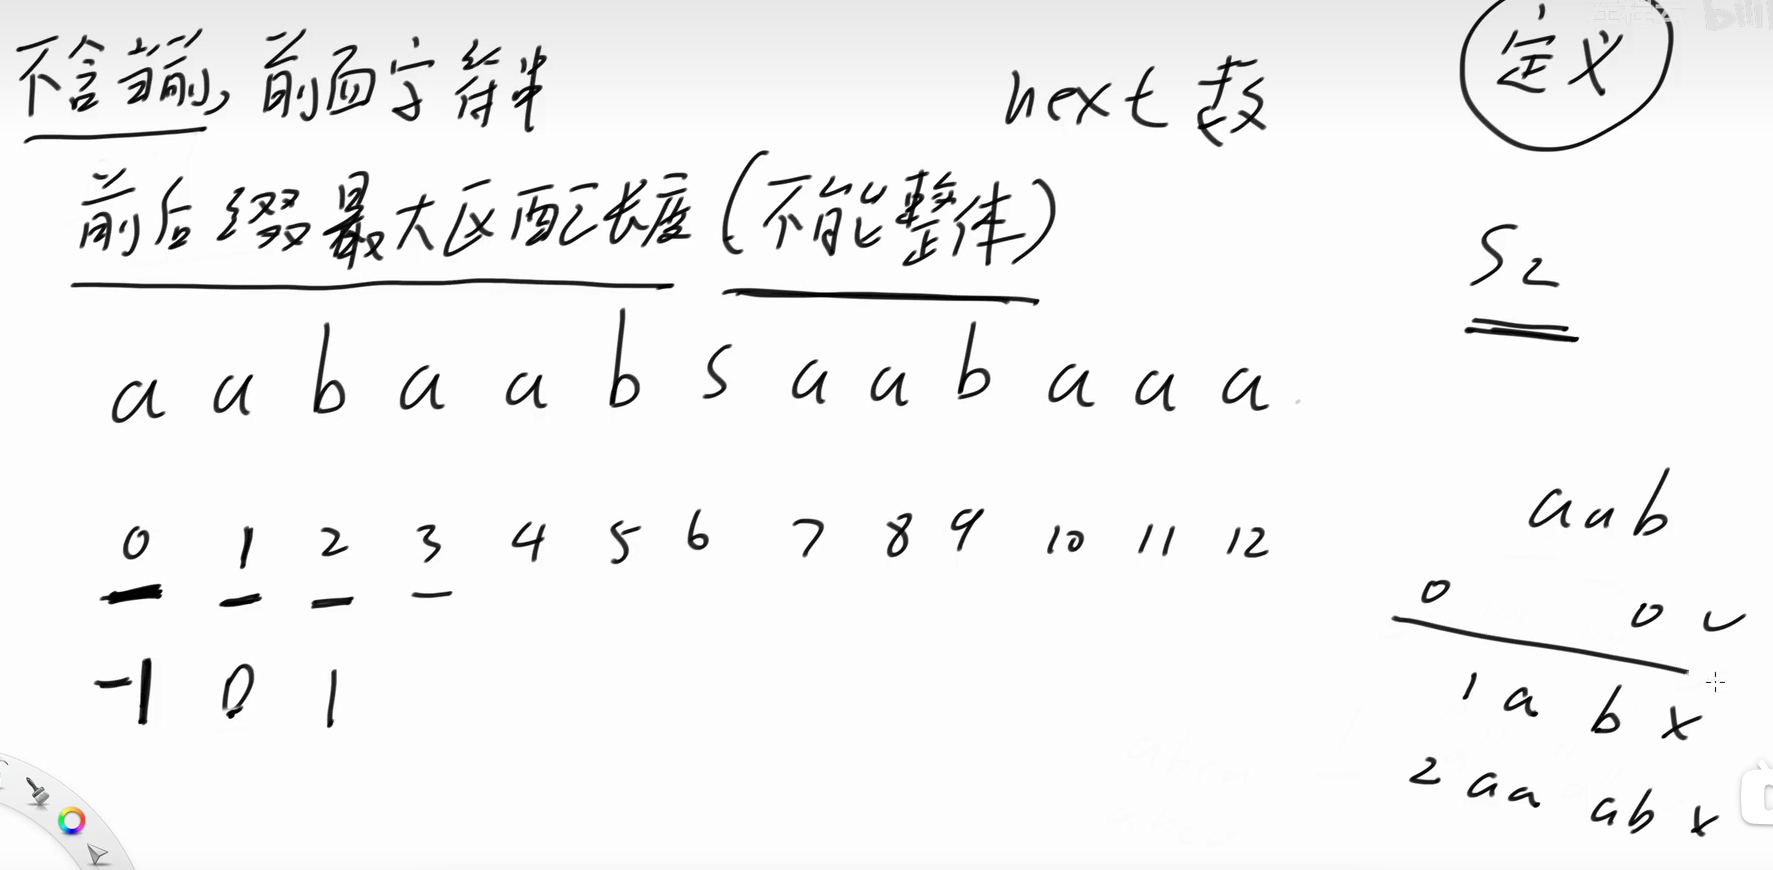 不含当前,前面字符串
next 数
定义
前后缀最大匹配长度(不能整体)
S2
a a b a a b s a a b a a a
0 1 2 3 4 5 6 7 8 9 10 11 12
-1 0 1
aab
0 0 ✓
1 a b x
2 aa ab x